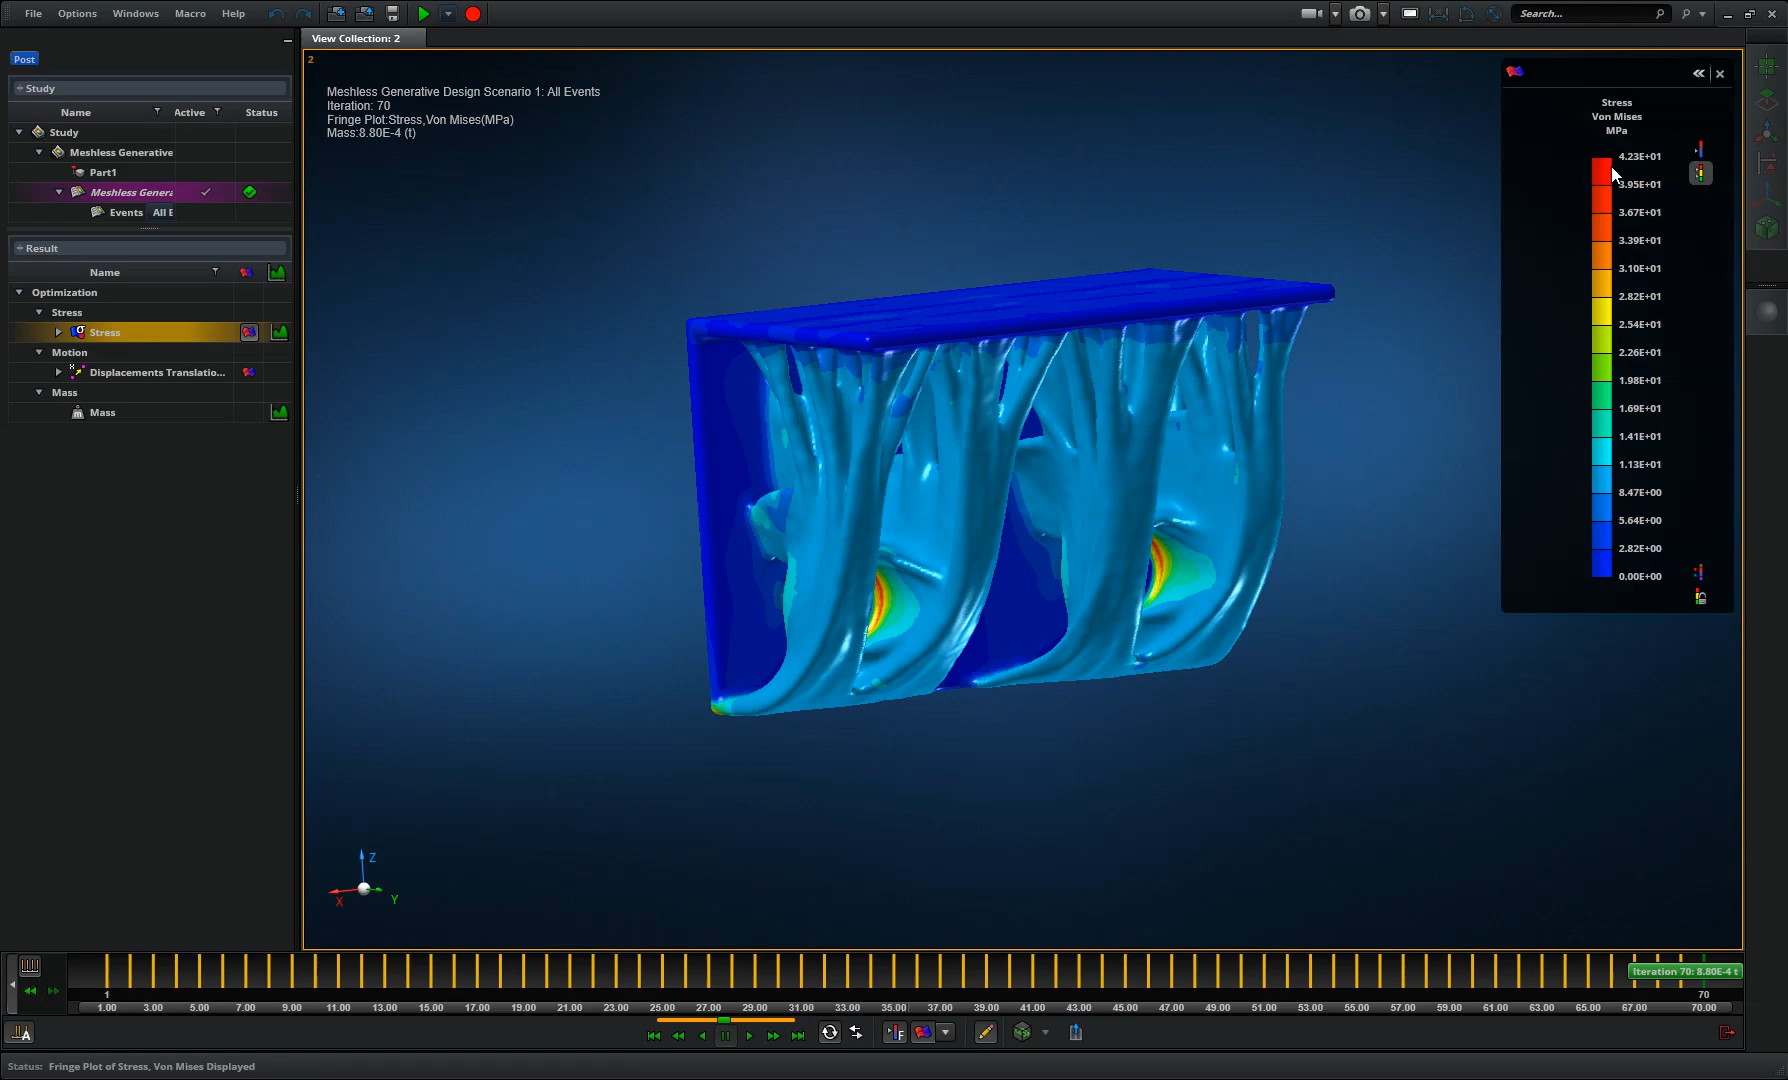 File Options Windows Macro Help Search...
View Collection: 2
Post
2
Study
Name Active Status
Study
Meshless Generative
Part1
Meshless Genera
Events All E
Result
Name
Optimization
Stress
Stress
Motion
Displacements Translatio...
Mass
Mass
Meshless Generative Design Scenario 1: All Events
Iteration: 70
Fringe Plot:Stress,Von Mises(MPa)
Mass:8.80E-4 (t)
Stress
Von Mises
MPa
4.23E+01
3.95E+01
3.67E+01
3.39E+01
3.10E+01
2.82E+01
2.54E+01
2.26E+01
1.98E+01
1.69E+01
1.41E+01
1.13E+01
8.47E+00
5.64E+00
2.82E+00
0.00E+00
Z
X
Y
Iteration 70: 8.80E-4 t
1 70
1.00 3.00 5.00 7.00 9.00 11.00 13.00 15.00 17.00 19.00 21.00 23.00 25.00 27.00 29.00 31.00 33.00 35.00 37.00 39.00 41.00 43.00 45.00 47.00 49.00 51.00 53.00 55.00 57.00 59.00 61.00 63.00 65.00 67.00 70.00
A F
Status: Fringe Plot of Stress, Von Mises Displayed